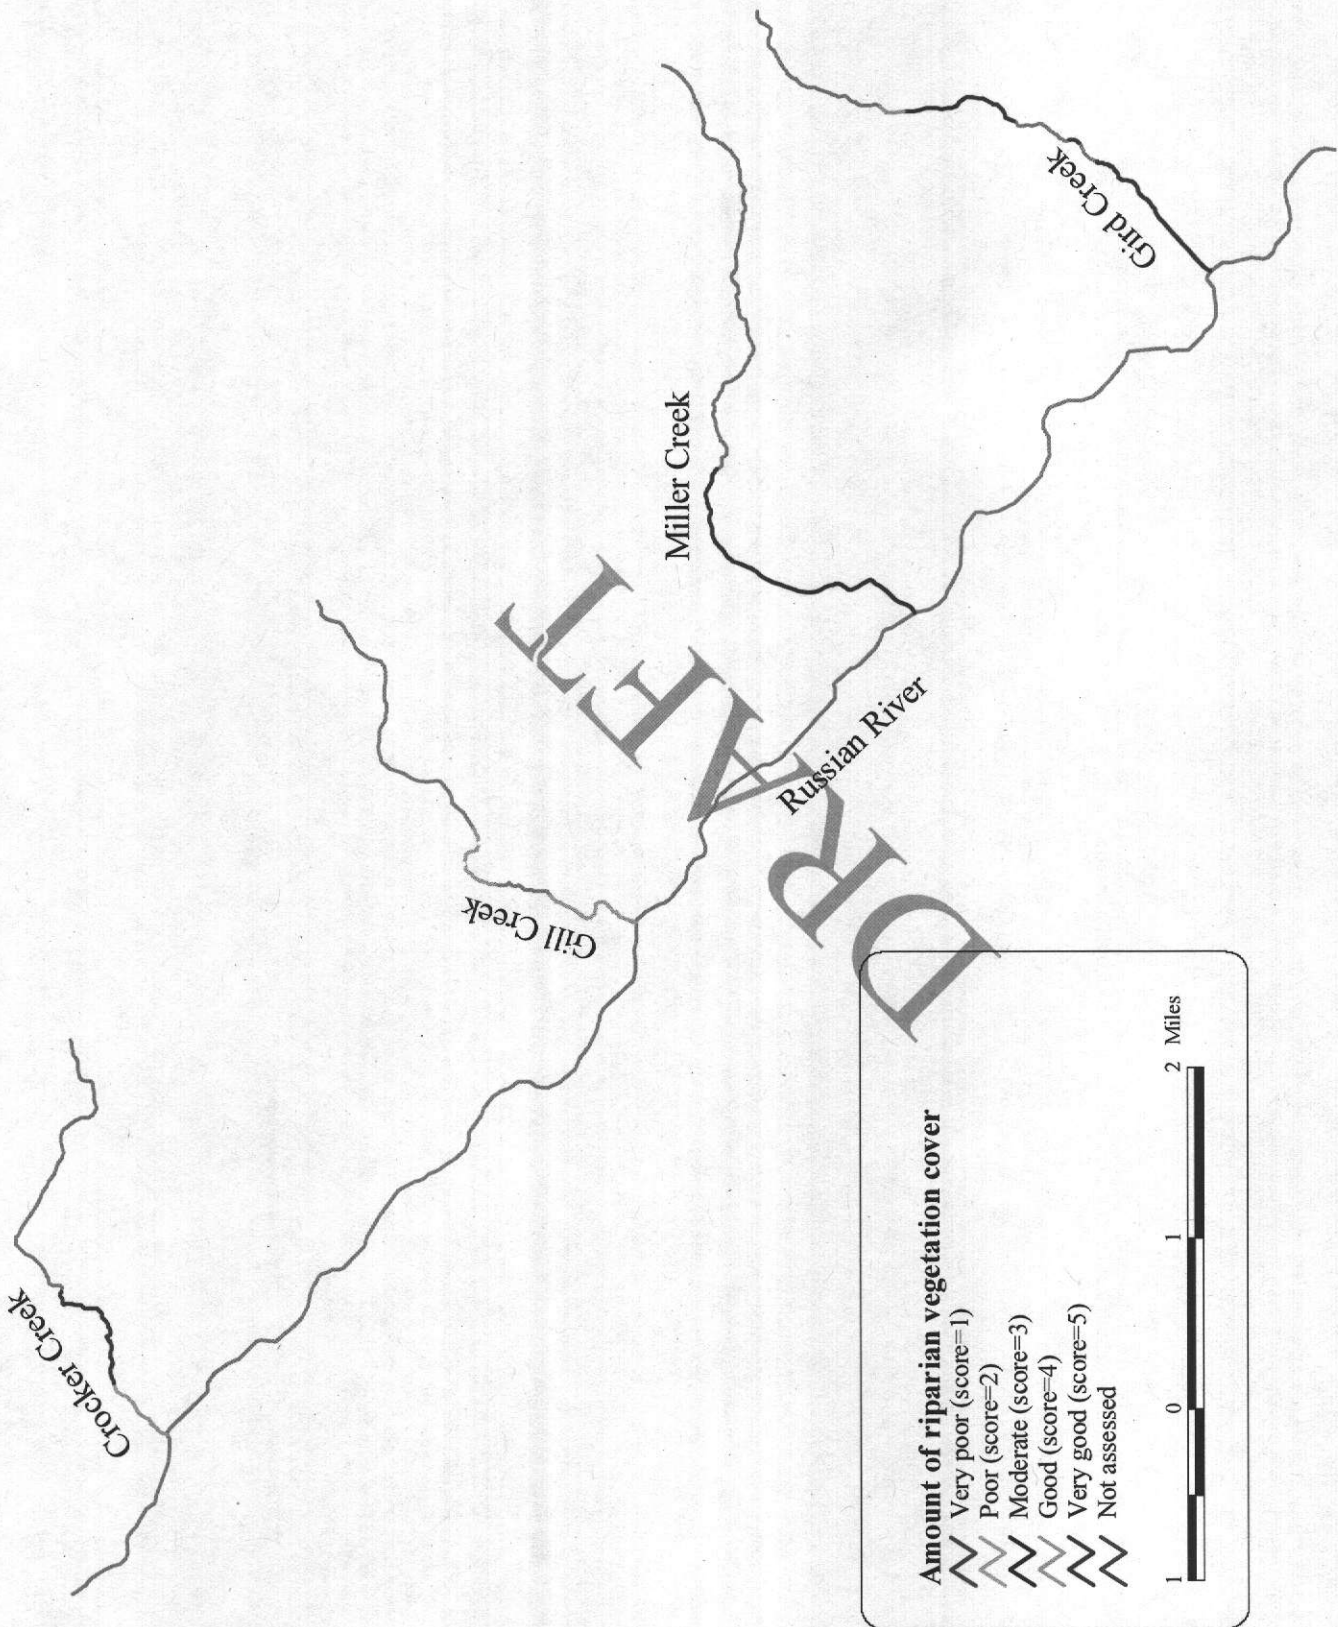 Crocker Creek
Gill Creek
Miller Creek
Gird Creek
Russian River
DRAFT
Amount of riparian vegetation cover
Very poor (score=1)
Poor (score=2)
Moderate (score=3)
Good (score=4)
Very good (score=5)
Not assessed
1 0 1 2 Miles